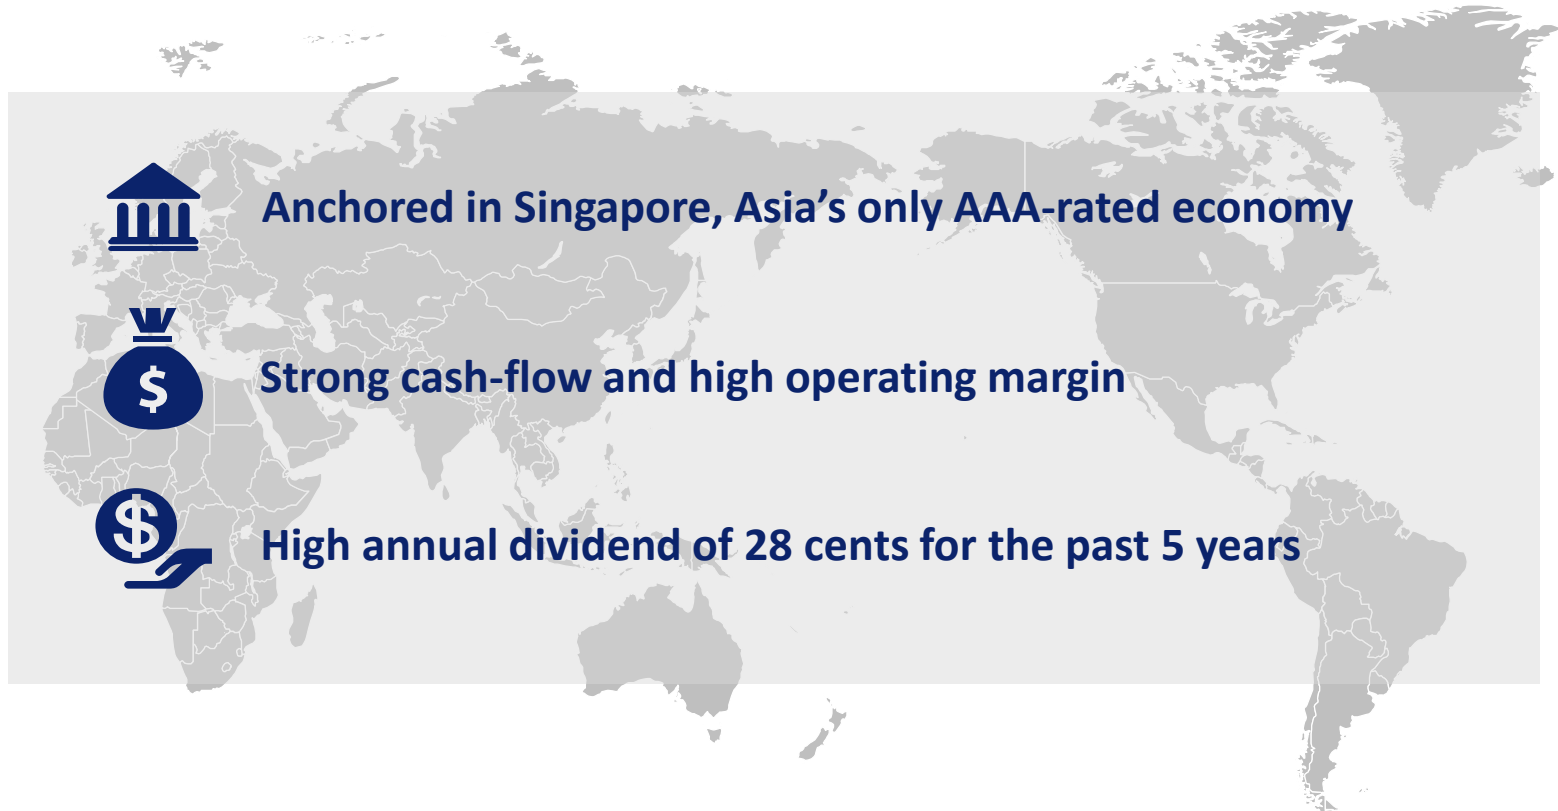 Anchored in Singapore, Asia’s only AAA-rated economy
$
Strong cash-flow and high operating margin
$
High annual dividend of 28 cents for the past 5 years